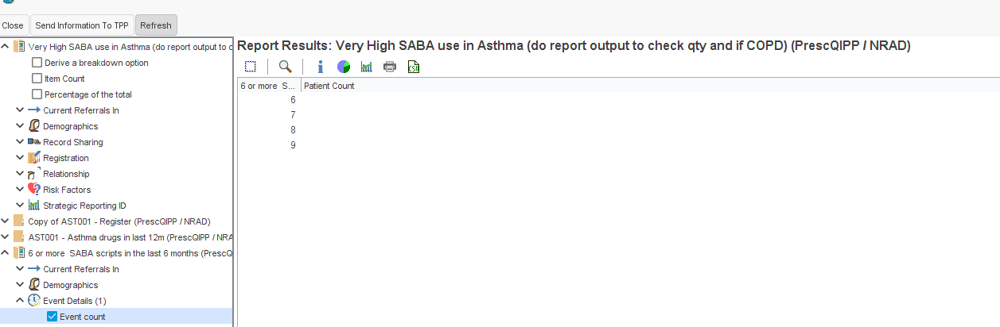 Close Send Information To TPP Refresh
Very High SABA use in Asthma (do report output to c
Derive a breakdown option
Item Count
Percentage of the total
Current Referrals In
Demographics
Record Sharing
Registration
Relationship
Risk Factors
Strategic Reporting ID
Copy of AST001 - Register (PrescQIPP / NRAD)
AST001 - Asthma drugs in last 12m (PrescQIPP / NRA
6 or more SABA scripts in the last 6 months (PrescQ
Current Referrals In
Demographics
Event Details (1)
Event count
Report Results: Very High SABA use in Asthma (do report output to check qty and if COPD) (PrescQIPP / NRAD)
CSV
6 or more S... Patient Count
6
7
8
9